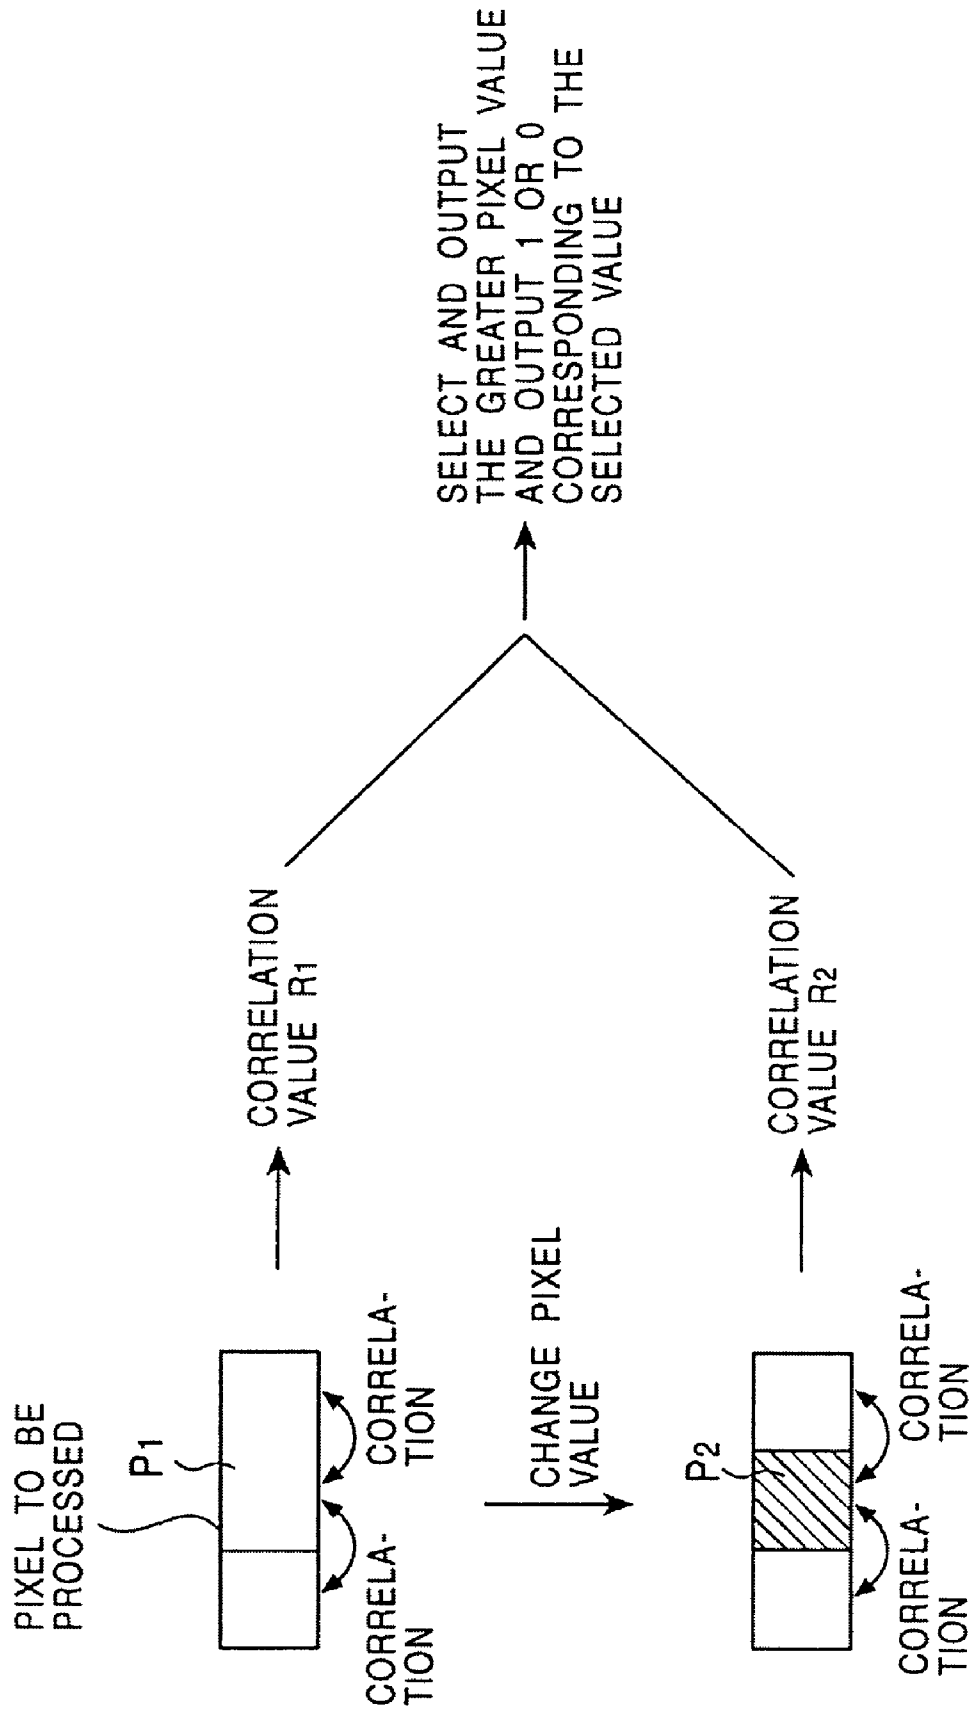 PIXEL TO BE
PROCESSED
P1
CORRELA-
TION
CORRELA-
TION
CORRELATION
VALUE R1
CHANGE PIXEL
VALUE
P2
CORRELA-
TION
CORRELA-
TION
CORRELATION
VALUE R2
SELECT AND OUTPUT
THE GREATER PIXEL VALUE
AND OUTPUT 1 OR 0
CORRESPONDING TO THE
SELECTED VALUE